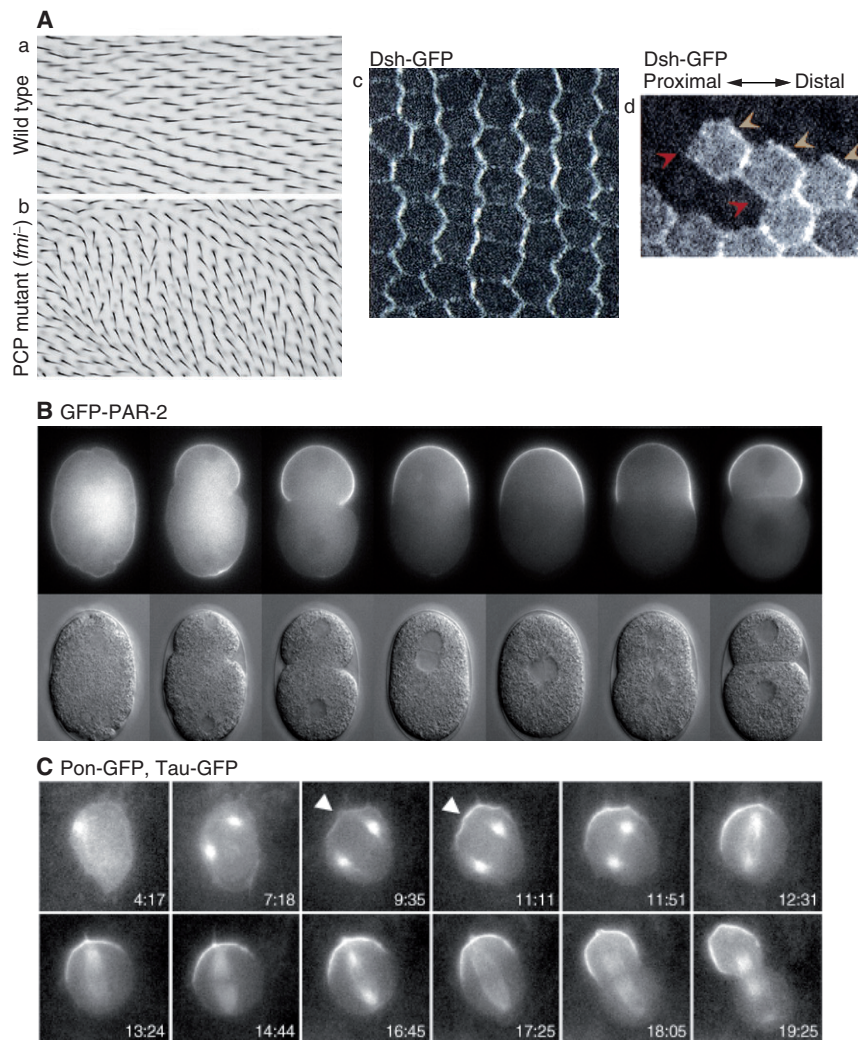 A
a
Wild type
b
PCP mutant (fmi–)
Dsh-GFP
c
Dsh-GFP
Proximal Distal
d
B GFP-PAR-2
C Pon-GFP, Tau-GFP
4:17 7:18 9:35 11:11 11:51 12:31
13:24 14:44 16:45 17:25 18:05 19:25